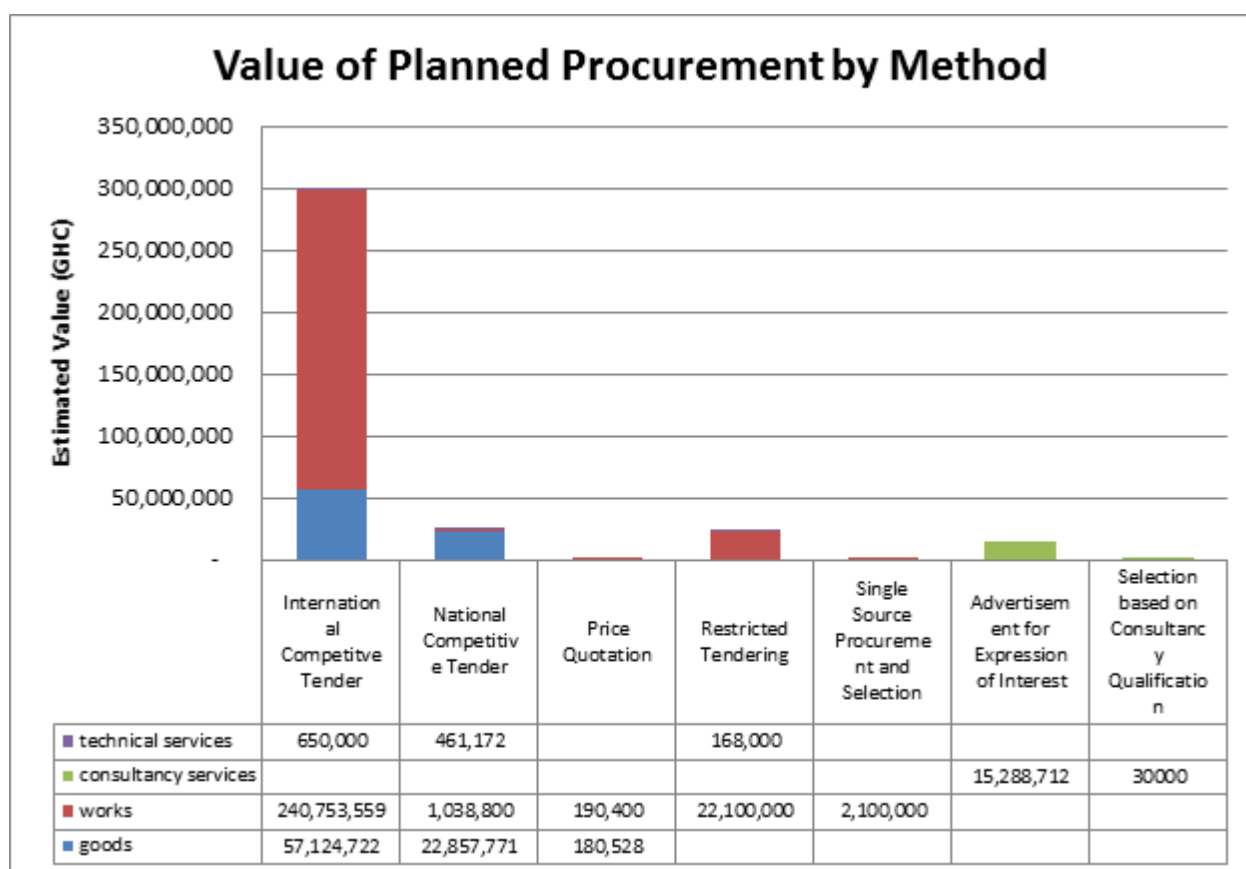 Value of Planned Procurement by Method
Estimated Value (GHC)
350,000,000
300,000,000
250,000,000
200,000,000
150,000,000
100,000,000
50,000,000
-
Internation
al
Competitve
Tender
National
Competitiv
e Tender
Price
Quotation
Restricted
Tendering
Single
Source
Procureme
nt and
Selection
Advertisem
ent for
Expression
of Interest
Selection
based on
Consultanc
y
Qualificatio
n
technical services 650,000 461,172 168,000
consultancy services 15,288,712 30000
works 240,753,559 1,038,800 190,400 22,100,000 2,100,000
goods 57,124,722 22,857,771 180,528